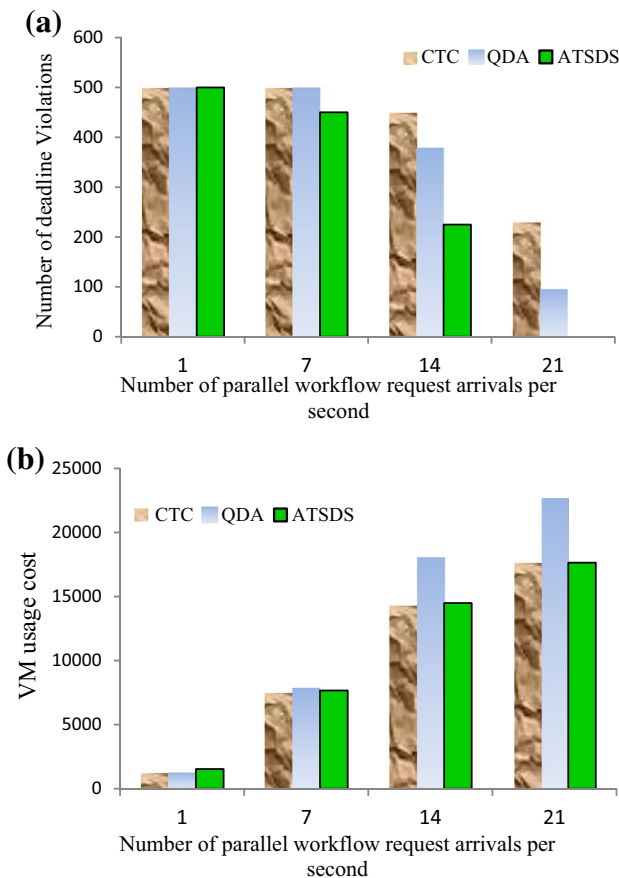 (a)
600
500
400
300
200
100
0
Number of deadline Violations
CTC QDA ATSDS
1 7 14 21
Number of parallel workflow request arrivals per
second
(b)
25000
20000
15000
10000
5000
0
VM usage cost
CTC QDA ATSDS
1 7 14 21
Number of parallel workflow request arrivals per
second